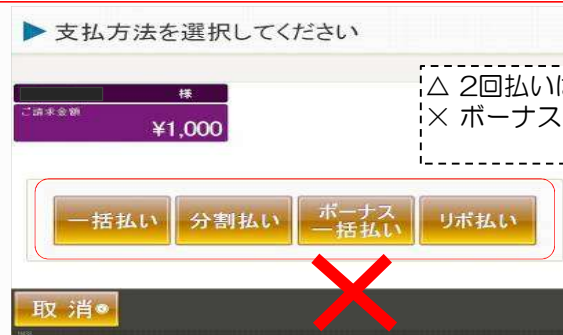 ▶ 支払方法を選択してください
様
ご請求金額
¥1,000
△ 2回払いは
× ボーナス
一括払い
分割払い
ボーナス
一括払い
リボ払い
取 消